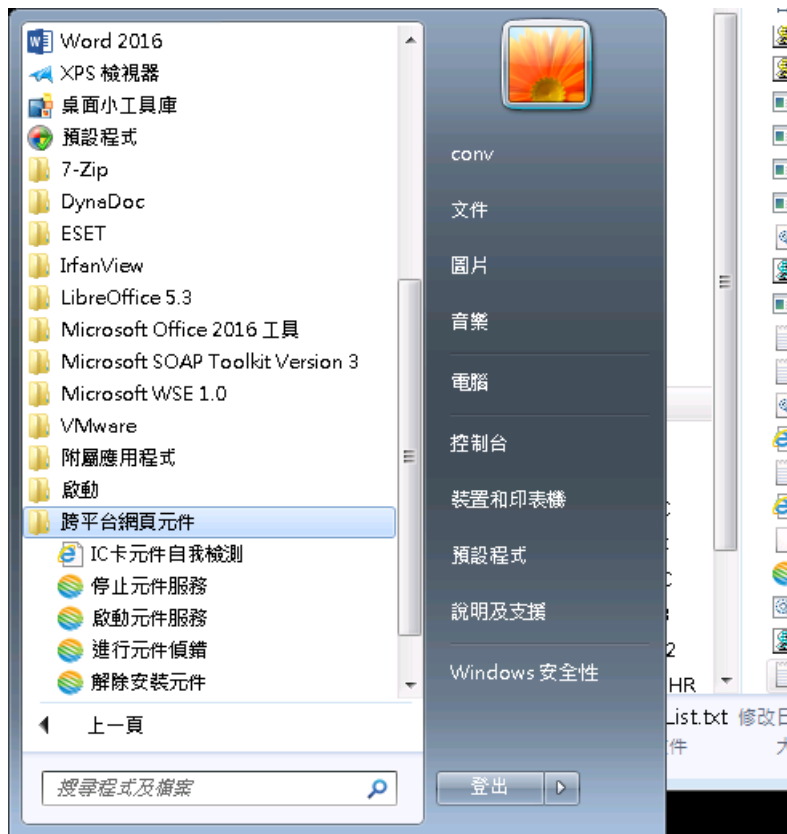 Word 2016
XPS 檢視器
桌面小工具庫
預設程式
7-Zip
DynaDoc
ESET
IrfanView
LibreOffice 5.3
Microsoft Office 2016 工具
Microsoft SOAP Toolkit Version 3
Microsoft WSE 1.0
VMware
附屬應用程式
啟動
跨平台網頁元件
IC卡元件自我檢測
停止元件服務
啟動元件服務
進行元件偵錯
解除安裝元件
上一頁
搜尋程式及檔案
conv
文件
圖片
音樂
電腦
控制台
裝置和印表機
預設程式
說明及支援
Windows 安全性
登出
2
HR
List.txt 修改日
件